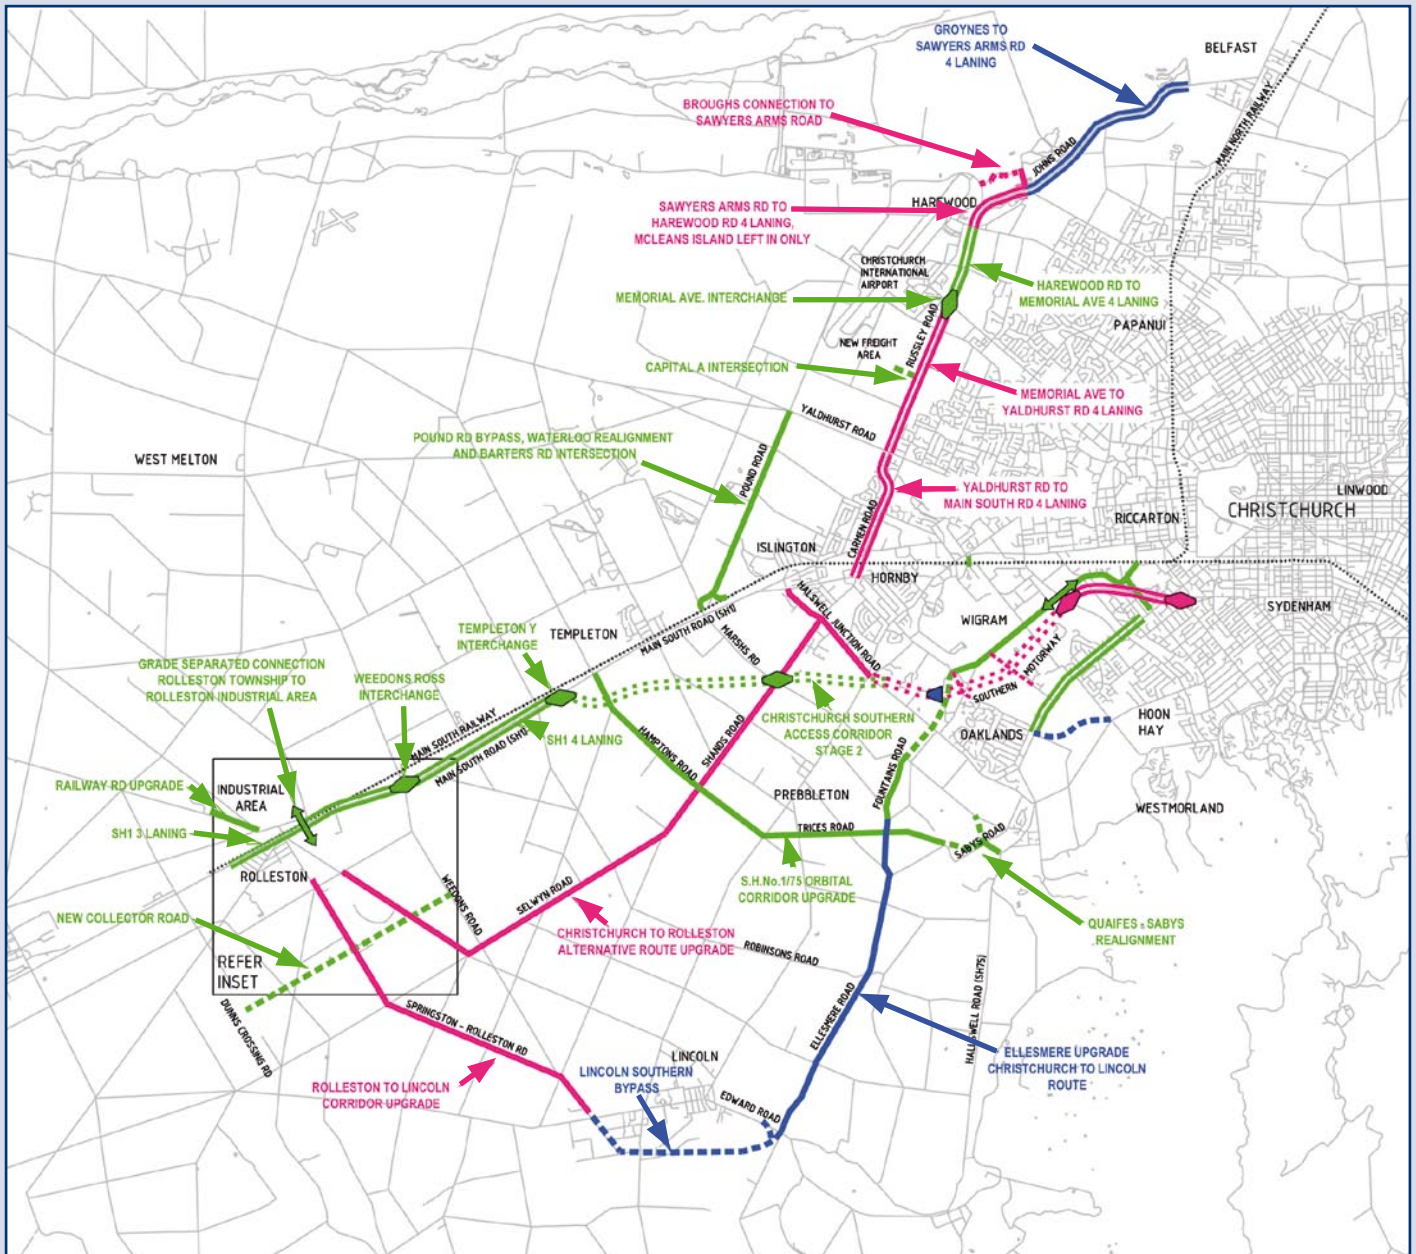 GROYNES TO
SAWYERS ARMS RD
4 LANING
BELFAST
MAIN NORTH RAILWAY
BROUGHS CONNECTION TO
SAWYERS ARMS ROAD
JOHNS ROAD
HAREWOOD
SAWYERS ARMS RD TO
HAREWOOD RD 4 LANING,
MCLEANS ISLAND LEFT IN ONLY
CHRISTCHURCH
INTERNATIONAL
AIRPORT
HAREWOOD RD TO
MEMORIAL AVE 4 LANING
MEMORIAL AVE. INTERCHANGE
PAPANUI
RUSSLEY ROAD
NEW FREIGHT
AREA
CAPITAL A INTERSECTION
MEMORIAL AVE TO
YALDHURST RD 4 LANING
YALDHURST ROAD
POUND RD BYPASS, WATERLOO REALIGNMENT
AND BARTERS RD INTERSECTION
POUND ROAD
WEST MELTON
YALDHURST RD TO
MAIN SOUTH RD 4 LANING
LINWOOD
CHRISTCHURCH
RICCARTON
CARMEN ROAD
ISLINGTON
HORNBY
HALSWELL JUNCTION ROAD
SYDENHAM
WIGRAM
MAIN SOUTH ROAD (SH1)
MARSHS RD
TEMPLETON Y
INTERCHANGE
TEMPLETON
MOTORWAY
SOUTHERN
GRADE SEPARATED CONNECTION
ROLLESTON TOWNSHIP TO
ROLLESTON INDUSTRIAL AREA
WEEDONS ROSS
INTERCHANGE
CHRISTCHURCH SOUTHERN
ACCESS CORRIDOR
STAGE 2
HOON
HAY
OAKLANDS
MAIN SOUTH RAILWAY
MAIN SOUTH ROAD (SH1)
SH1 4 LANING
HAMPTONS ROAD
SHANDS ROAD
FOUNTAINS ROAD
RAILWAY RD UPGRADE
INDUSTRIAL
AREA
PREBBLETON
WESTMORLAND
SH1 3 LANING
TRICES ROAD
SABYS ROAD
ROLLESTON
S.H.No.1/75 ORBITAL
CORRIDOR UPGRADE
WEEDONS ROAD
SELWYN ROAD
NEW COLLECTOR ROAD
QUAIFES - SABYS
REALIGNMENT
CHRISTCHURCH TO ROLLESTON
ALTERNATIVE ROUTE UPGRADE
ROBINSONS ROAD
REFER
INSET
HALSWELL ROAD (SH75)
DUNNS CROSSING RD
SPRINGSTON - ROLLESTON RD
ELLESMERE ROAD
ELLESMERE UPGRADE
CHRISTCHURCH TO LINCOLN
ROUTE
LINCOLN
LINCOLN SOUTHERN
BYPASS
ROLLESTON TO LINCOLN
CORRIDOR UPGRADE
EDWARD ROAD